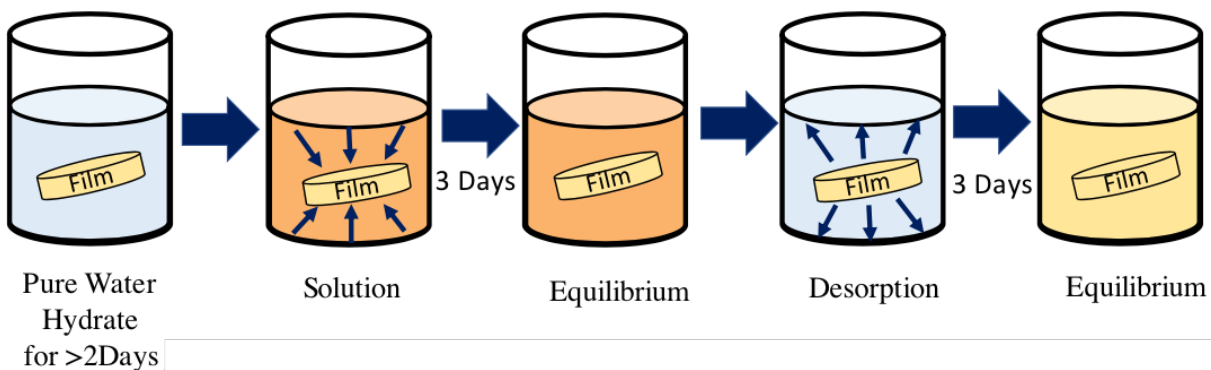 Film
Film
Film
Film
Film
3 Days
3 Days
Pure Water
Hydrate
for >2Days
Solution
Equilibrium
Desorption
Equilibrium